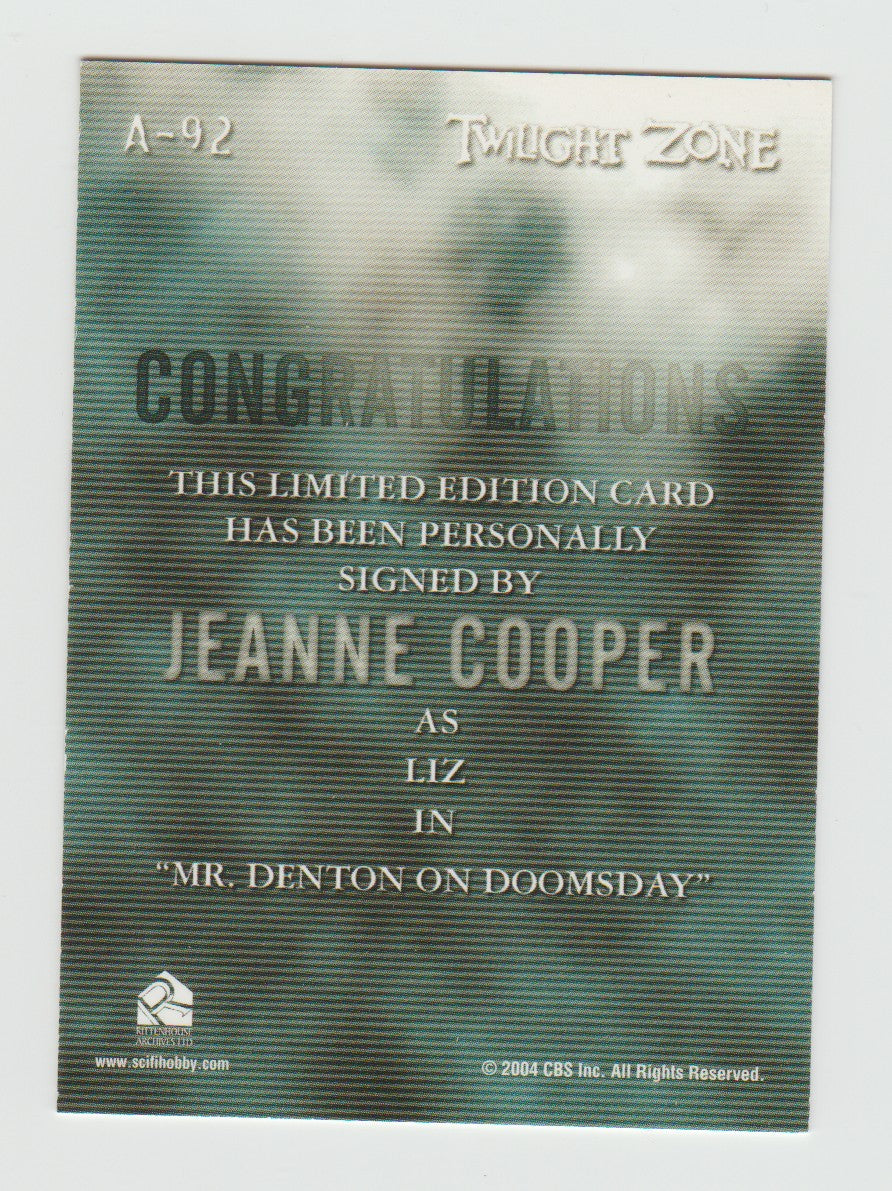 A-92
TWILIGHT ZONE
CONGRATULATIONS
THIS LIMITED EDITION CARD
HAS BEEN PERSONALLY
SIGNED BY
JEANNE COOPER
AS
LIZ
IN
“MR. DENTON ON DOOMSDAY”
RITTENHOUSE
ARCHIVES LTD
www.scifihobby.com
© 2004 CBS Inc. All Rights Reserved.